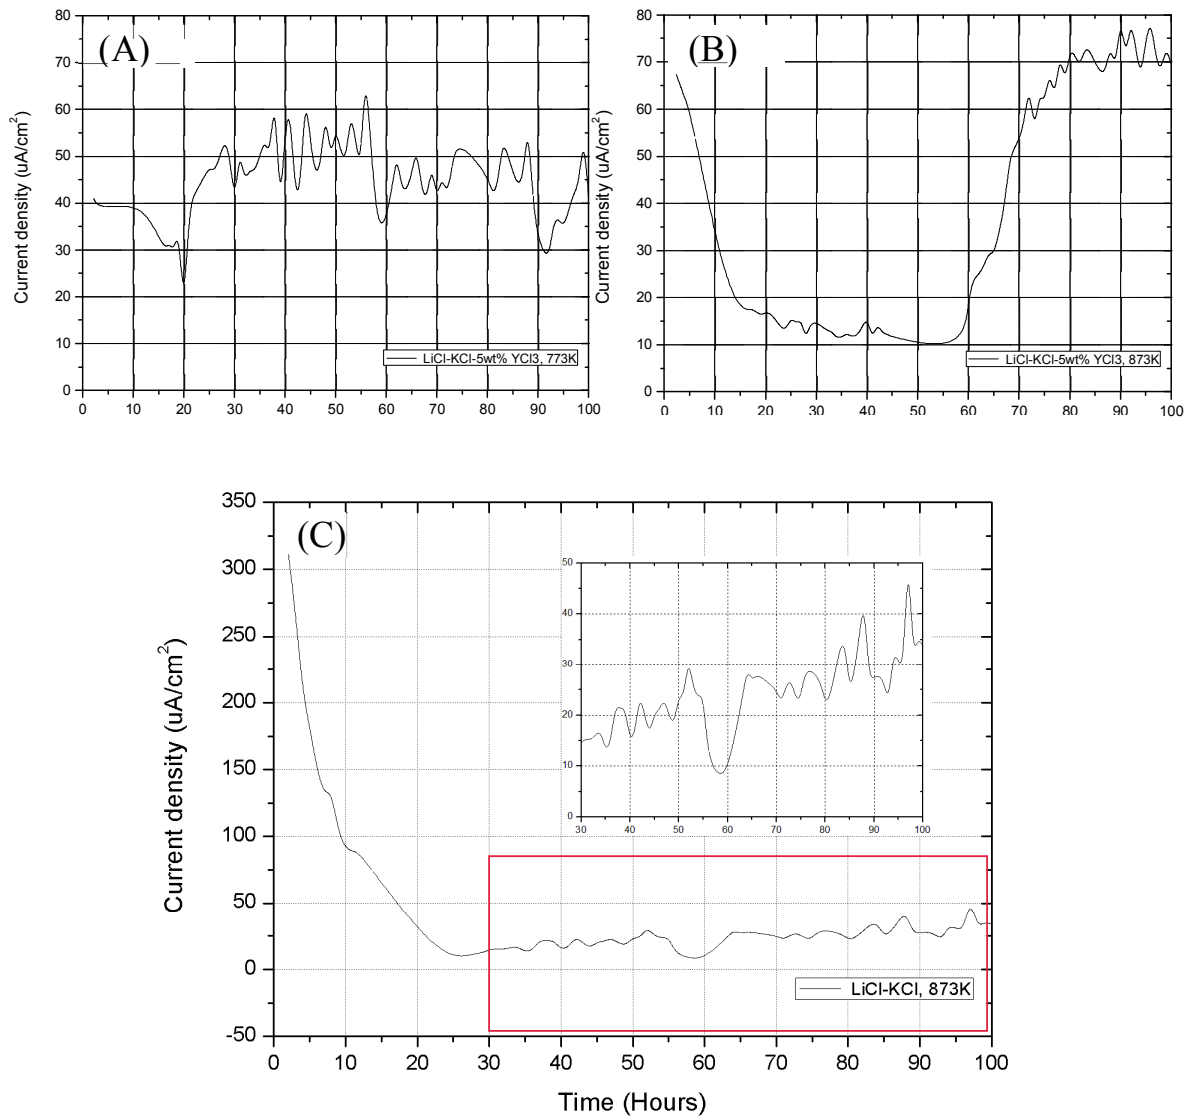 (A)
Current density (uA/cm²)
80
70
60
50
40
30
20
10
0
LiCl-KCl-5wt% YCl3, 773K
0 10 20 30 40 50 60 70 80 90 100
(B)
Current density (uA/cm²)
80
70
60
50
40
30
20
10
0
LiCl-KCl-5wt% YCl3, 873K
0 10 20 30 40 50 60 70 80 90 100
(C)
Current density (uA/cm²)
350
300
250
200
150
100
50
0
-50
50
40
30
20
10
0
30 40 50 60 70 80 90 100
LiCl-KCl, 873K
0 10 20 30 40 50 60 70 80 90 100
Time (Hours)